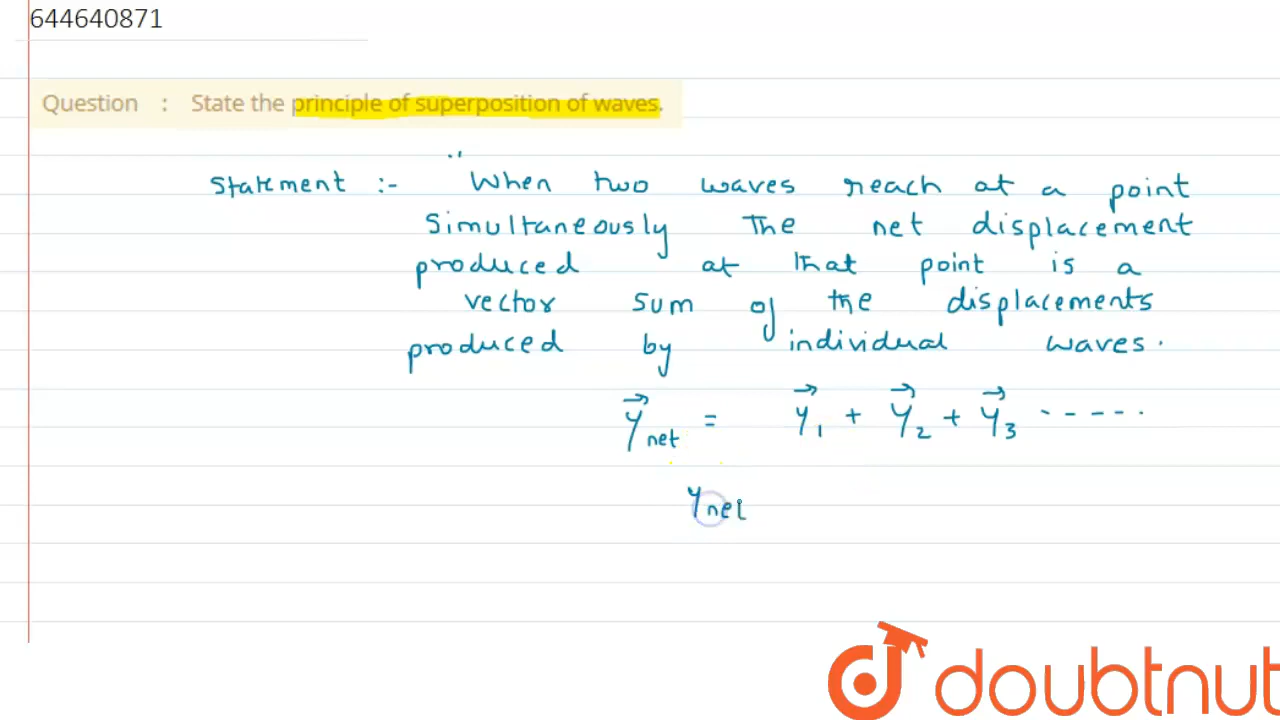 644640871
Question : State the principle of superposition of waves.
Statement :- "When two waves reach at a point
Simultaneously the net displacement
produced at that point is a
vector sum of the displacements
produced by individual waves.
y⃗net = y⃗1 + y⃗2 + y⃗3 -----.
ynet
doubtnut